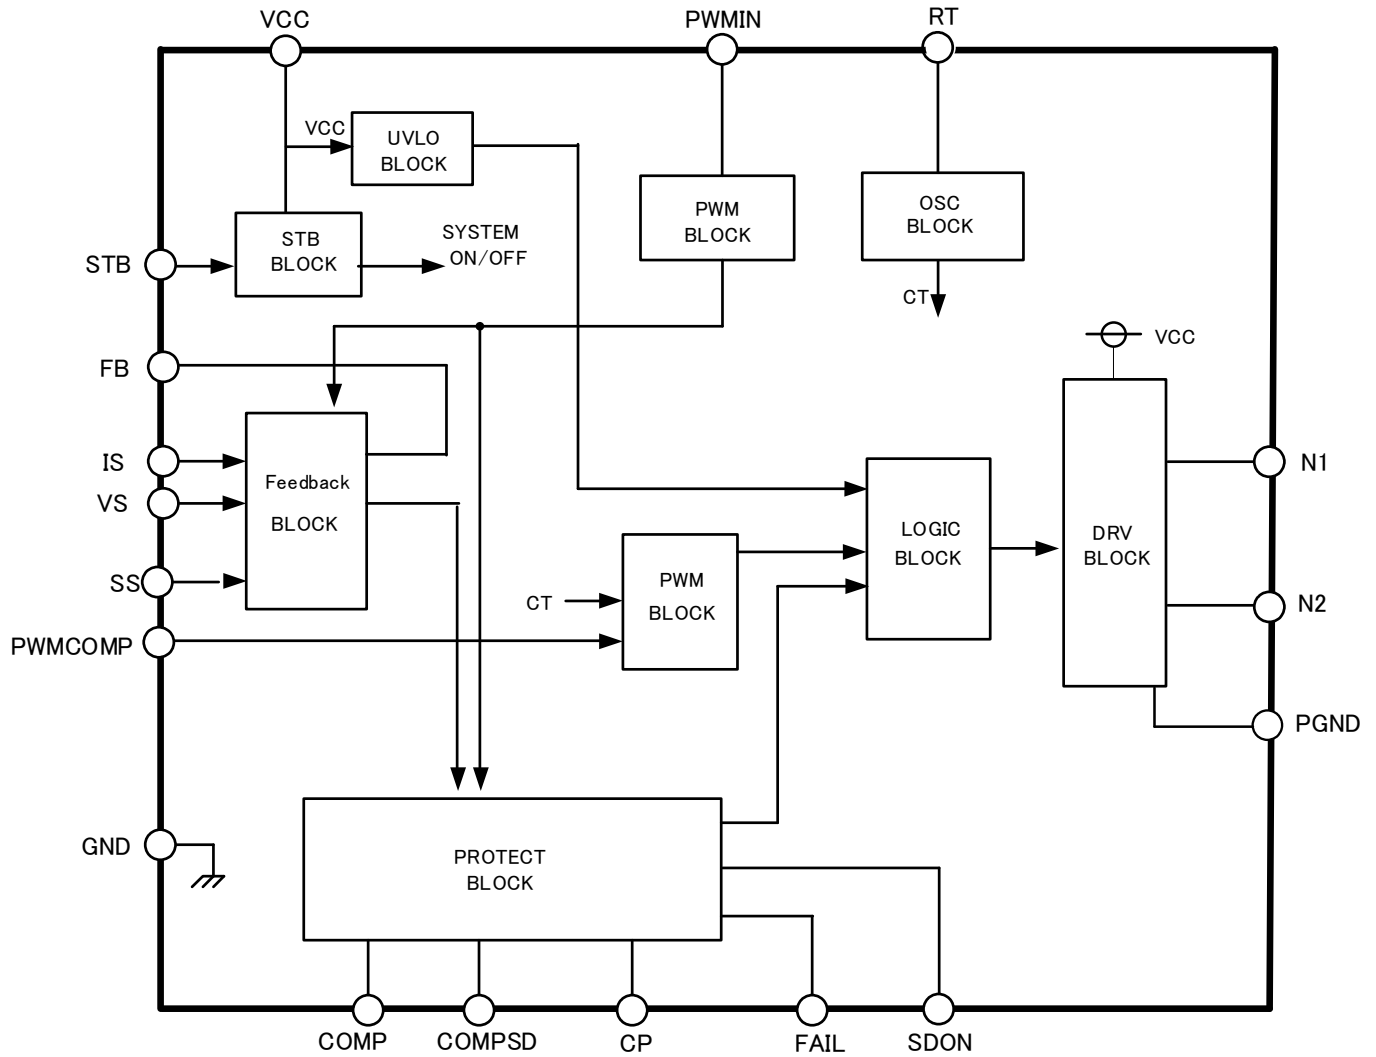 VCC
PWMIN
RT
VCC
UVLO
BLOCK
PWM
BLOCK
OSC
BLOCK
STB
STB
BLOCK
SYSTEM
ON/OFF
CT
VCC
FB
IS
VS
SS
Feedback
BLOCK
PWMCOMP
CT
PWM
BLOCK
LOGIC
BLOCK
DRV
BLOCK
N1
N2
PGND
GND
PROTECT
BLOCK
COMP
COMPSD
CP
FAIL
SDON